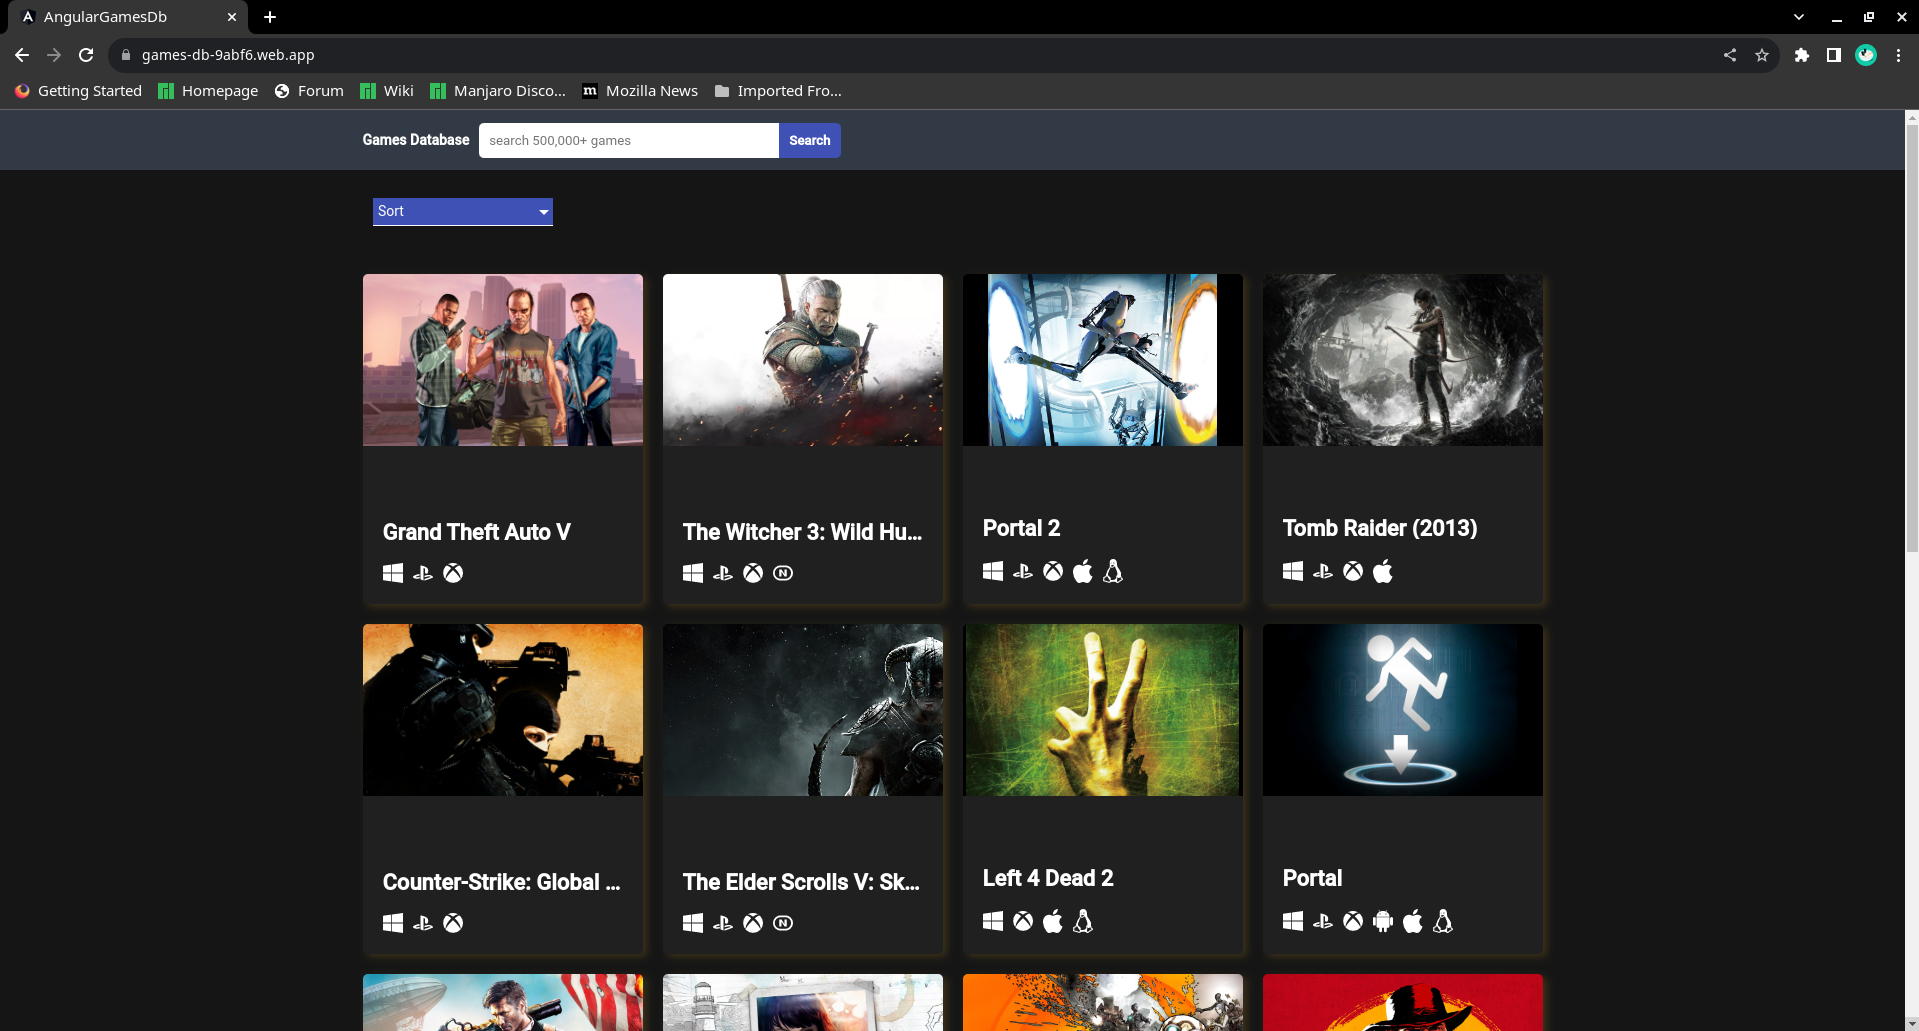 AngularGamesDb
games-db-9abf6.web.app
Getting Started Homepage Forum Wiki Manjaro Disco... Mozilla News Imported Fro...
Games Database search 500,000+ games Search
Sort
Grand Theft Auto V The Witcher 3: Wild Hu... Portal 2 Tomb Raider (2013)
Counter-Strike: Global ... The Elder Scrolls V: Sk... Left 4 Dead 2 Portal